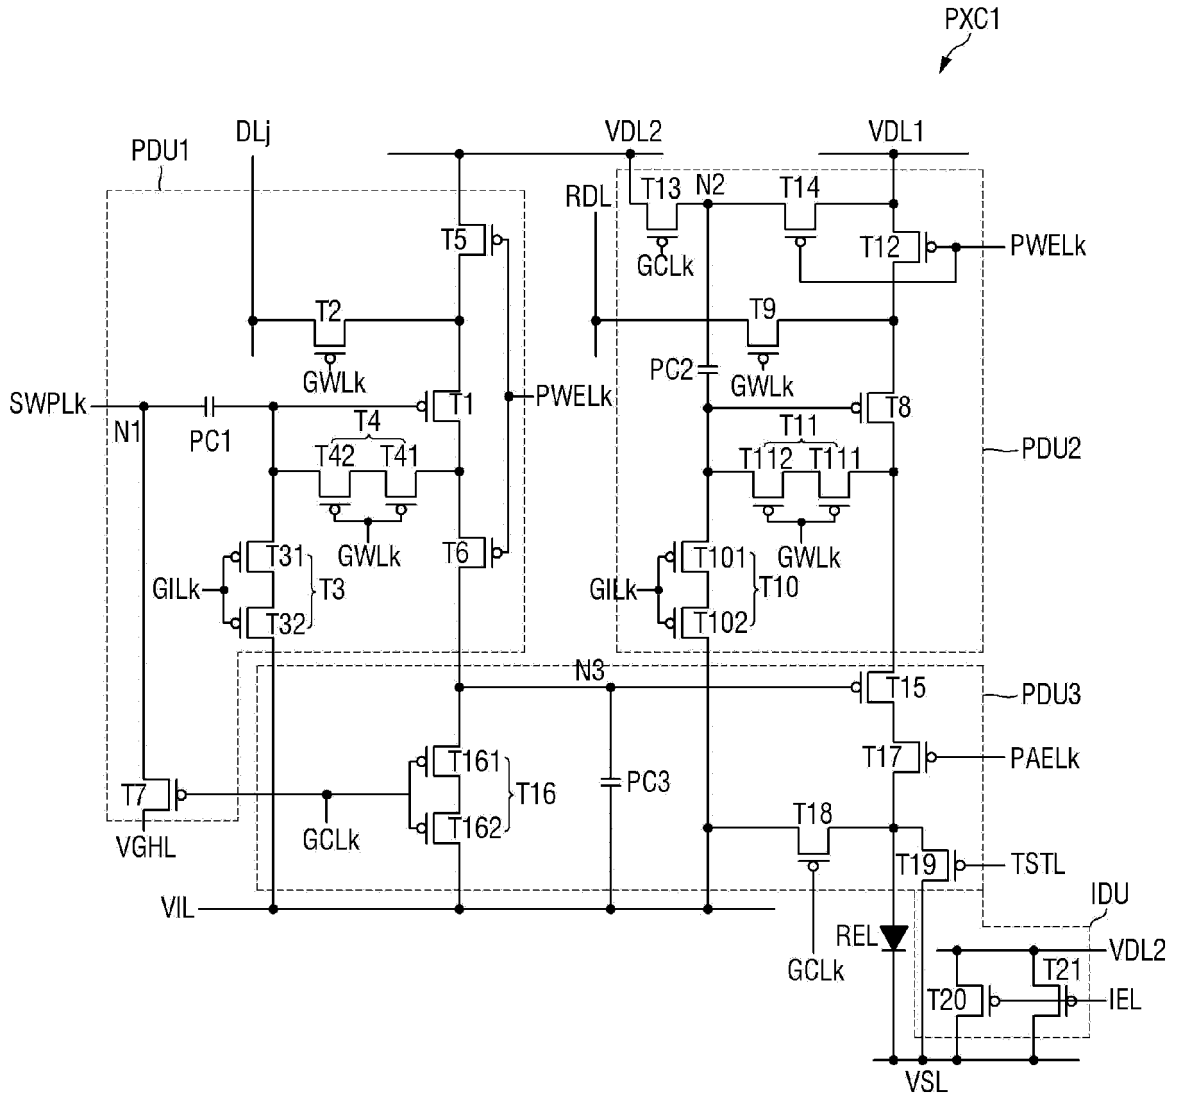 PXC1
DLj
VDL2
VDL1
PDU1
RDL
T13
N2
T14
T5
T12
PWELk
GCLk
T2
T9
GWLk
PC2
GWLk
SWPLk
T1
PWELk
T8
N1
PC1
T4
T11
T42
T41
T112
T111
PDU2
GWLk
T6
GWLk
T31
T101
GILk
T3
GILk
T10
T32
T102
N3
T15
PDU3
T161
T17
PAELk
T7
T16
PC3
T162
T18
GCLk
VGHL
T19
TSTL
VIL
IDU
REL
VDL2
GCLk
T21
T20
IEL
VSL